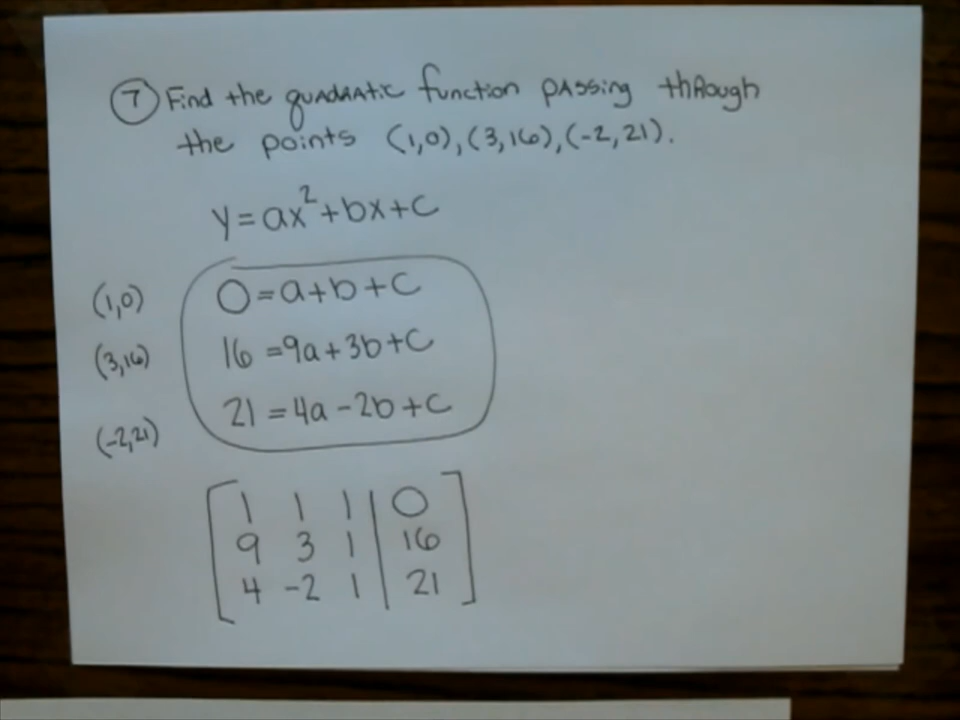 7 Find the quadratic function passing through
the points (1,0), (3,16), (-2,21).
y = ax² + bx + c
(1,0) 0 = a + b + c
(3,16) 16 = 9a + 3b + c
(-2,21) 21 = 4a - 2b + c
1 1 1 | 0
9 3 1 | 16
4 -2 1 | 21